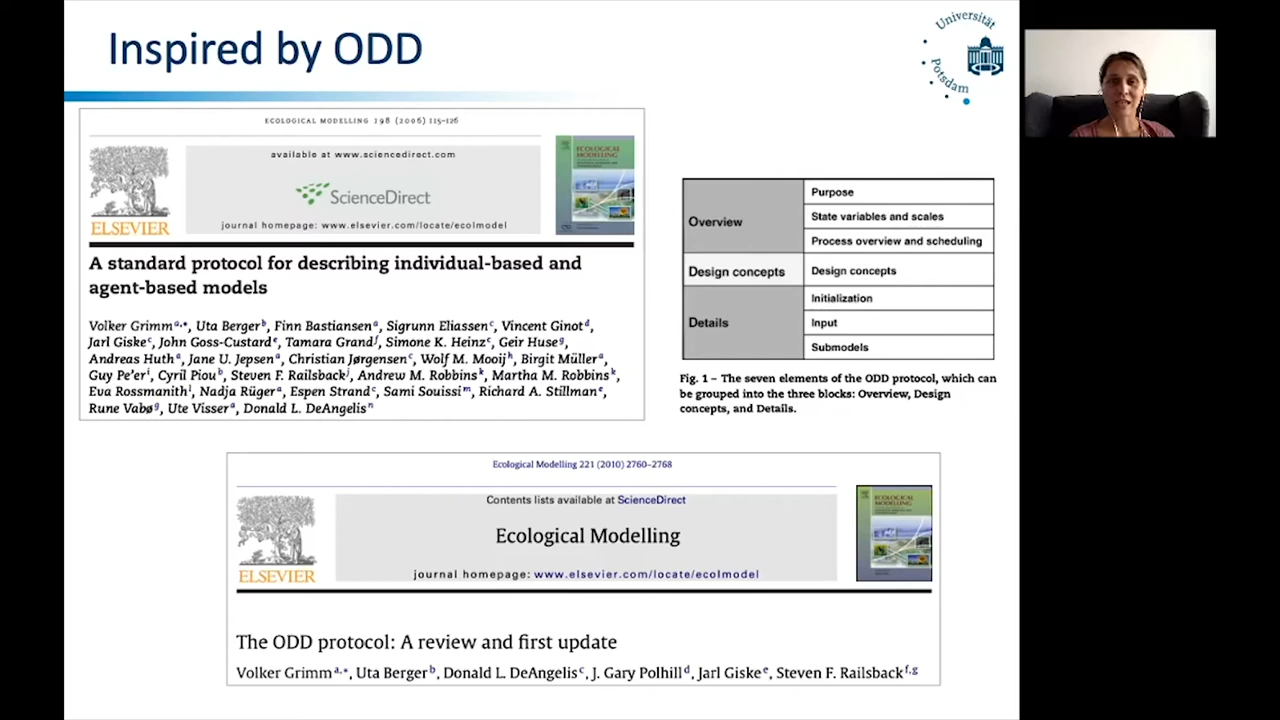 Inspired by ODD
Universität
Potsdam
ECOLOGICAL MODELLING 198 (2006) 115–126
available at www.sciencedirect.com
ScienceDirect
journal homepage: www.elsevier.com/locate/ecolmodel
ELSEVIER
ECOLOGICAL MODELLING
A standard protocol for describing individual-based and
agent-based models
Volker Grimm a,*, Uta Berger b, Finn Bastiansen a, Sigrunn Eliassen c, Vincent Ginot d,
Jarl Giske c, John Goss-Custard e, Tamara Grand f, Simone K. Heinz c, Geir Huse g,
Andreas Huth a, Jane U. Jepsen a, Christian Jørgensen c, Wolf M. Mooij h, Birgit Müller a,
Guy Pe'er i, Cyril Piou b, Steven F. Railsback j, Andrew M. Robbins k, Martha M. Robbins k,
Eva Rossmanith l, Nadja Rüger a, Espen Strand c, Sami Souissi m, Richard A. Stillman e,
Rune Vabø g, Ute Visser a, Donald L. DeAngelis n
Overview
Purpose
State variables and scales
Process overview and scheduling
Design concepts
Design concepts
Details
Initialization
Input
Submodels
Fig. 1 – The seven elements of the ODD protocol, which can
be grouped into the three blocks: Overview, Design
concepts, and Details.
Ecological Modelling 221 (2010) 2760–2768
Contents lists available at ScienceDirect
Ecological Modelling
journal homepage: www.elsevier.com/locate/ecolmodel
ELSEVIER
ECOLOGICAL MODELLING
The ODD protocol: A review and first update
Volker Grimm a,*, Uta Berger b, Donald L. DeAngelis c, J. Gary Polhill d, Jarl Giske e, Steven F. Railsback f,g